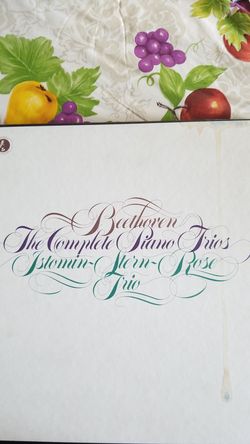 Beethoven
The Complete Piano Trios
Istomin-Stern-Rose
Trio